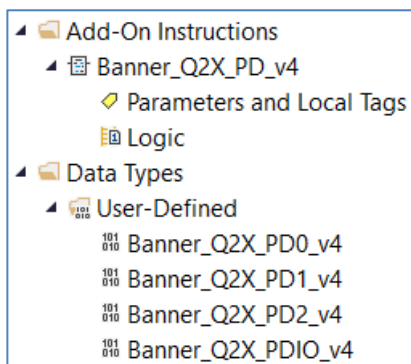 Add-On Instructions
Banner_Q2X_PD_v4
Parameters and Local Tags
Logic
Data Types
User-Defined
Banner_Q2X_PD0_v4
Banner_Q2X_PD1_v4
Banner_Q2X_PD2_v4
Banner_Q2X_PDIO_v4